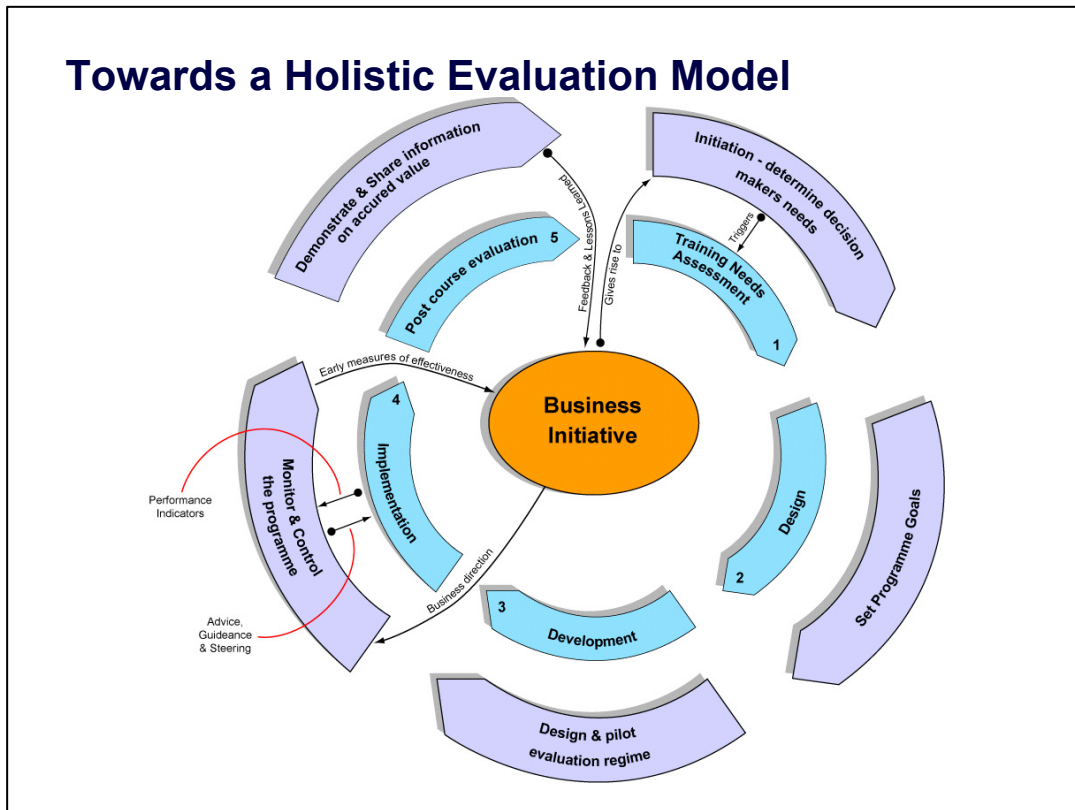 Towards a Holistic Evaluation Model
Demonstrate & Share information
on accured value
Post course evaluation
5
Feedback & Lessons Learned
Gives rise to
Initiation - determine decision
makers needs
Triggers
Training Needs
Assessment
1
Early measures of effectiveness
Business
Initiative
4
Implementation
Monitor & Control
the programme
Performance
Indicators
Advice,
Guideance
& Steering
Business direction
Design
2
Set Programme Goals
3
Development
Design & pilot
evaluation regime